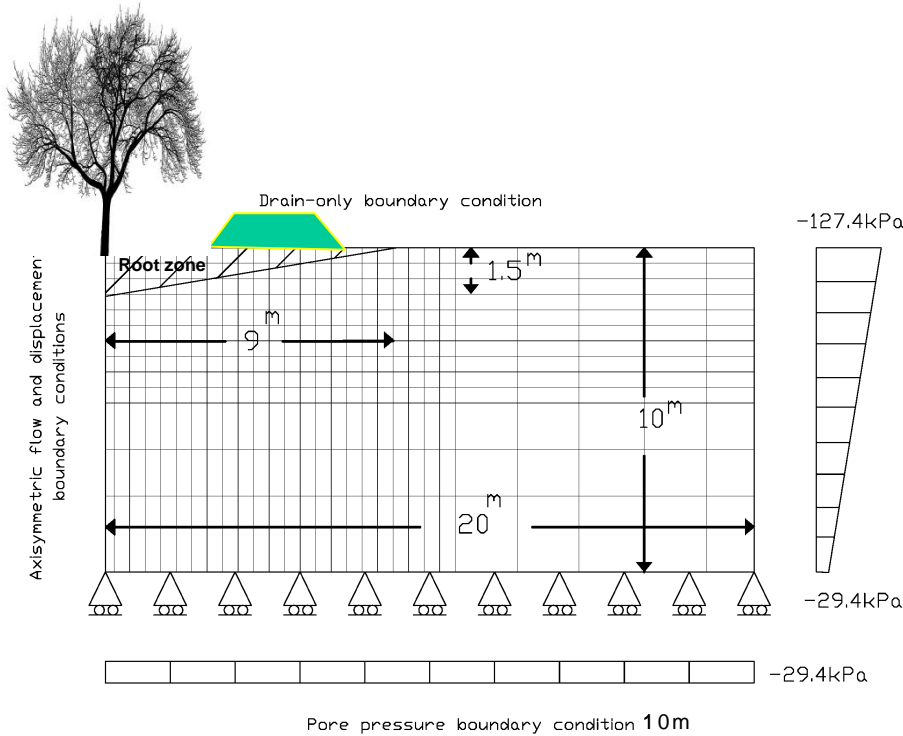 Drain-only boundary condition
-127.4kPa
Root zone
1.5m
9m
Axisymmetric flow and displacemen
boundary conditions
10m
20m
-29.4kPa
-29.4kPa
Pore pressure boundary condition 10m